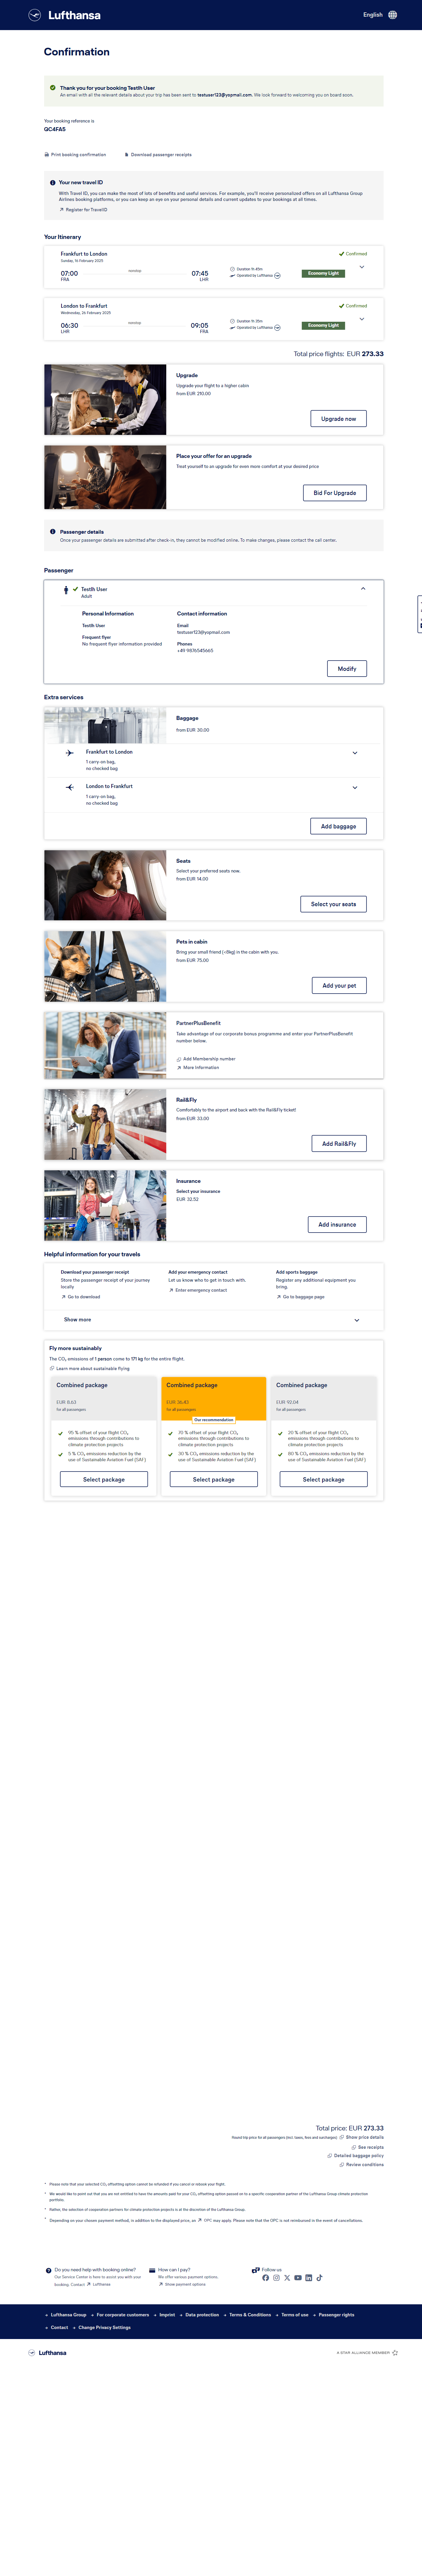 Lufthansa
English
Confirmation
Thank you for your booking Testlh User
An email with all the relevant details about your trip has been sent to testuser123@yopmail.com. We look forward to welcoming you on board soon.
Your booking reference is
QC4FA5
Print booking confirmation
Download passenger receipts
Your new travel ID
With Travel ID, you can make the most of lots of benefits and useful services. For example, you'll receive personalized offers on all Lufthansa Group
Airlines booking platforms, or you can keep an eye on your personal details and current updates to your bookings at all times.
Register for TravelID
Your Itinerary
Frankfurt to London
Confirmed
Sunday, 16 February 2025
07:00
nonstop
07:45
FRA
LHR
Duration 1h 45m
Operated by Lufthansa
Economy Light
London to Frankfurt
Confirmed
Wednesday, 26 February 2025
06:30
nonstop
09:05
LHR
FRA
Duration 1h 35m
Operated by Lufthansa
Economy Light
Total price flights: EUR 273.33
Upgrade
Upgrade your flight to a higher cabin
from EUR 210.00
Upgrade now
Place your offer for an upgrade
Treat yourself to an upgrade for even more comfort at your desired price
Bid For Upgrade
Passenger details
Once your passenger details are submitted after check-in, they cannot be modified online. To make changes, please contact the call center.
Passenger
Testlh User
Adult
Personal Information
Contact information
Testlh User
Email
testuser123@yopmail.com
Frequent flyer
No frequent flyer information provided
Phones
+49 9876545665
Modify
Extra services
Baggage
from EUR 30.00
Frankfurt to London
1 carry-on bag,
no checked bag
London to Frankfurt
1 carry-on bag,
no checked bag
Add baggage
Seats
Select your preferred seats now.
from EUR 14.00
Select your seats
Pets in cabin
Bring your small friend (<8kg) in the cabin with you.
from EUR 75.00
Add your pet
PartnerPlusBenefit
Take advantage of our corporate bonus programme and enter your PartnerPlusBenefit
number below.
Add Membership number
More Information
Rail&Fly
Comfortably to the airport and back with the Rail&Fly ticket!
from EUR 33.00
Add Rail&Fly
Insurance
Select your insurance
EUR 32.52
Add insurance
Helpful information for your travels
Download your passenger receipt
Store the passenger receipt of your journey
locally
Go to download
Add your emergency contact
Let us know who to get in touch with.
Enter emergency contact
Add sports baggage
Register any additional equipment you
bring.
Go to baggage page
Show more
Fly more sustainably
The CO₂ emissions of 1 person come to 171 kg for the entire flight.
Learn more about sustainable flying
Combined package
EUR 8.63
for all passengers
95 % offset of your flight CO₂
emissions through contributions to
climate protection projects
5 % CO₂ emissions reduction by the
use of Sustainable Aviation Fuel (SAF)
Select package
Combined package
EUR 36.43
for all passengers
Our recommendation
70 % offset of your flight CO₂
emissions through contributions to
climate protection projects
30 % CO₂ emissions reduction by the
use of Sustainable Aviation Fuel (SAF)
Select package
Combined package
EUR 92.04
for all passengers
20 % offset of your flight CO₂
emissions through contributions to
climate protection projects
80 % CO₂ emissions reduction by the
use of Sustainable Aviation Fuel (SAF)
Select package
Total price: EUR 273.33
Round trip price for all passengers (incl. taxes, fees and surcharges)
Show price details
See receipts
Detailed baggage policy
Review conditions
Please note that your selected CO₂ offsetting option cannot be refunded if you cancel or rebook your flight.
We would like to point out that you are not entitled to have the amounts paid for your CO₂ offsetting option passed on to a specific cooperation partner of the Lufthansa Group climate protection
portfolio.
Rather, the selection of cooperation partners for climate protection projects is at the discretion of the Lufthansa Group.
Depending on your chosen payment method, in addition to the displayed price, an OPC may apply. Please note that the OPC is not reimbursed in the event of cancellations.
Do you need help with booking online?
Our Service Center is here to assist you with your
booking. Contact Lufthansa
How can I pay?
We offer various payment options.
Show payment options
Follow us
Lufthansa Group
For corporate customers
Imprint
Data protection
Terms & Conditions
Terms of use
Passenger rights
Contact
Change Privacy Settings
Lufthansa
A STAR ALLIANCE MEMBER